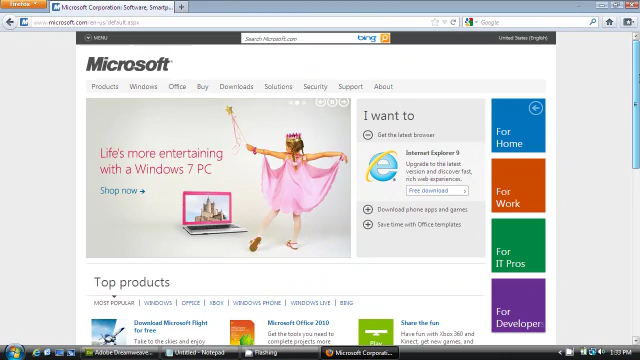 Firefox
Microsoft Corporation: Software, Smartp...
www.microsoft.com/en-us/default.aspx
Google
MENU
Search Microsoft.com
bing
United States (English)
Microsoft
Products Windows Office Buy Downloads Solutions Security Support About
Life's more entertaining
with a Windows 7 PC
Shop now
I want to
Get the latest browser
Internet Explorer 9
Upgrade to the latest
version and discover fast,
rich web experiences.
Free download
Download phone apps and games
Save time with Office templates
For
Home
For
Work
For
IT Pros
For
Developers
Top products
MOST POPULAR WINDOWS OFFICE XBOX WINDOWS PHONE WINDOWS LIVE BING
Download Microsoft Flight
for free
Take to the skies and enjoy
Microsoft Office 2010
Get the tools you need to
complete more projects
Play
Share the fun
Have fun with Xbox 360 and
Kinect, get new games, and
Adobe Dreamweave...
Untitled - Notepad
Flashing
Microsoft Corporati...
1:33 PM